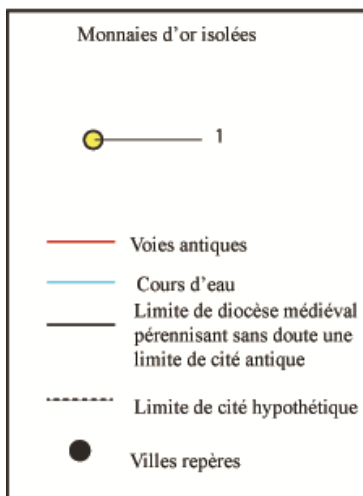 Monnaies d'or isolées
1
Voies antiques
Cours d'eau
Limite de diocèse médiéval
pérennisant sans doute une
limite de cité antique
Limite de cité hypothétique
Villes repères